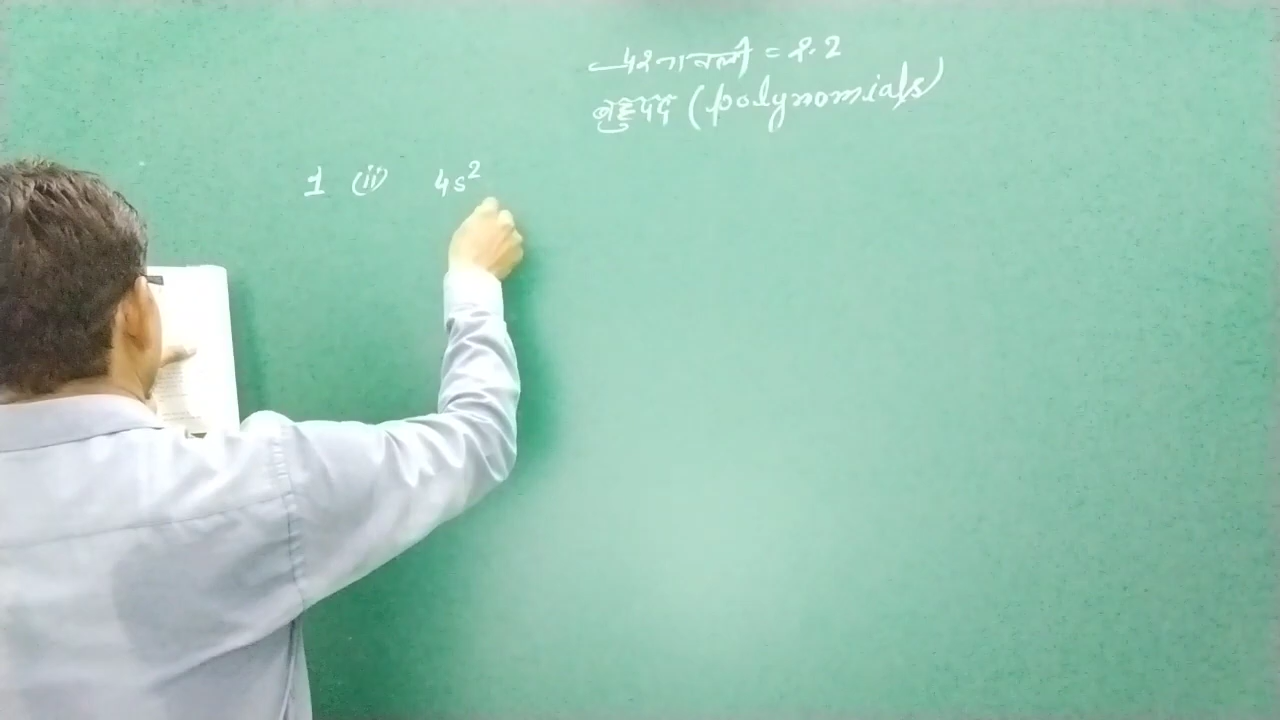 प्रश्नावली = 2.2
बहुपद (polynomials)
1 (ii) 4s²